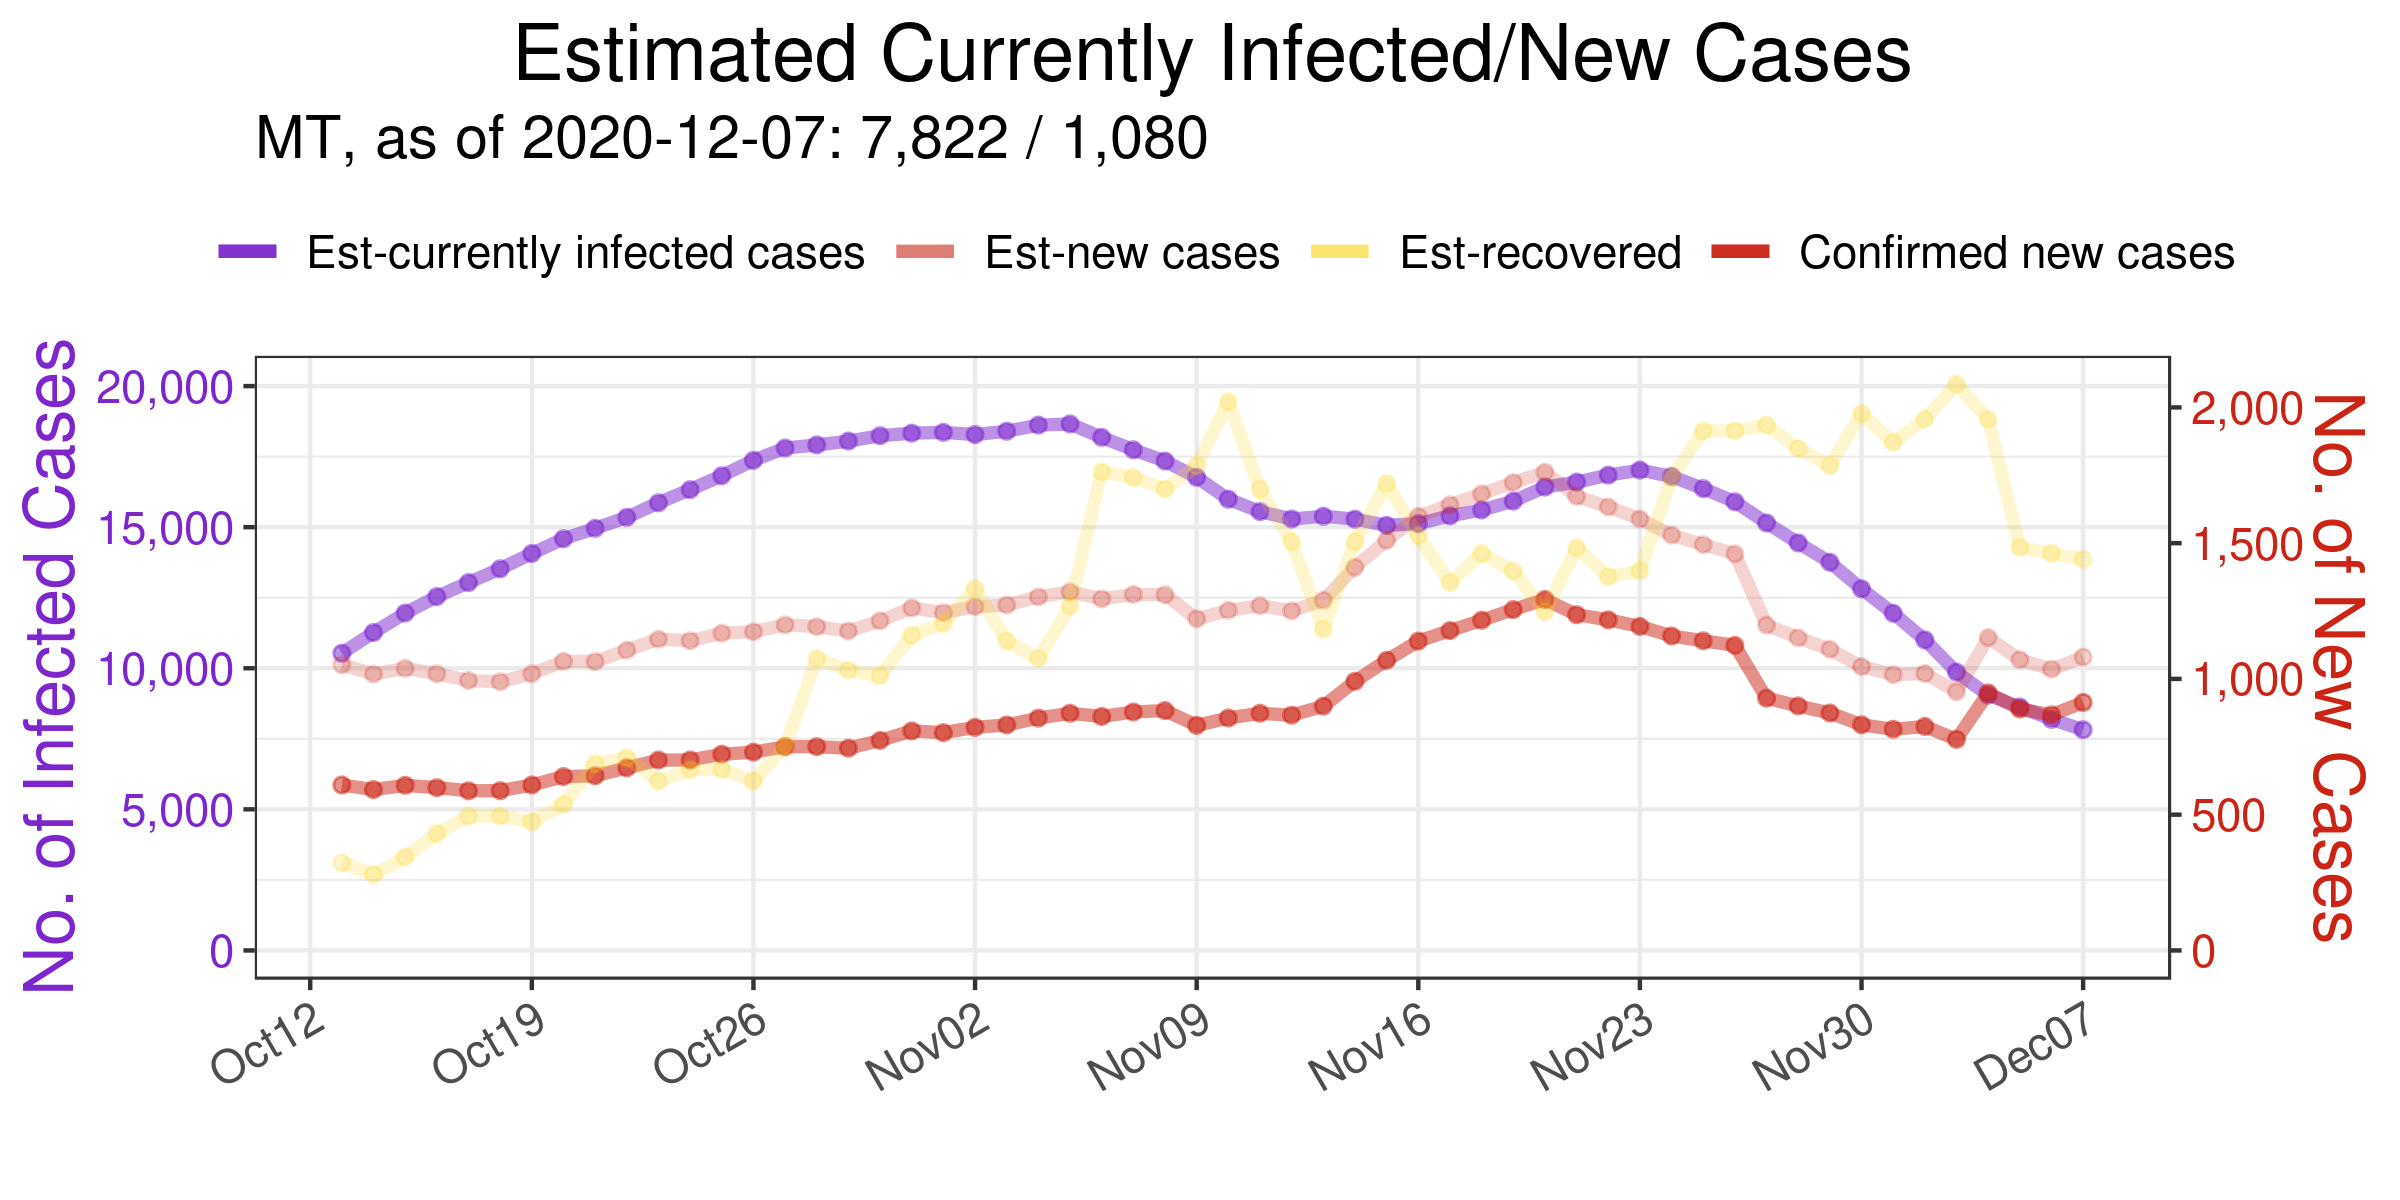 Estimated Currently Infected/New Cases
MT, as of 2020-12-07: 7,822 / 1,080
Est-currently infected cases Est-new cases Est-recovered Confirmed new cases
No. of Infected Cases
20,000
15,000
10,000
5,000
0
2,000
1,500
1,000
500
0
No. of New Cases
Oct12 Oct19 Oct26 Nov02 Nov09 Nov16 Nov23 Nov30 Dec07